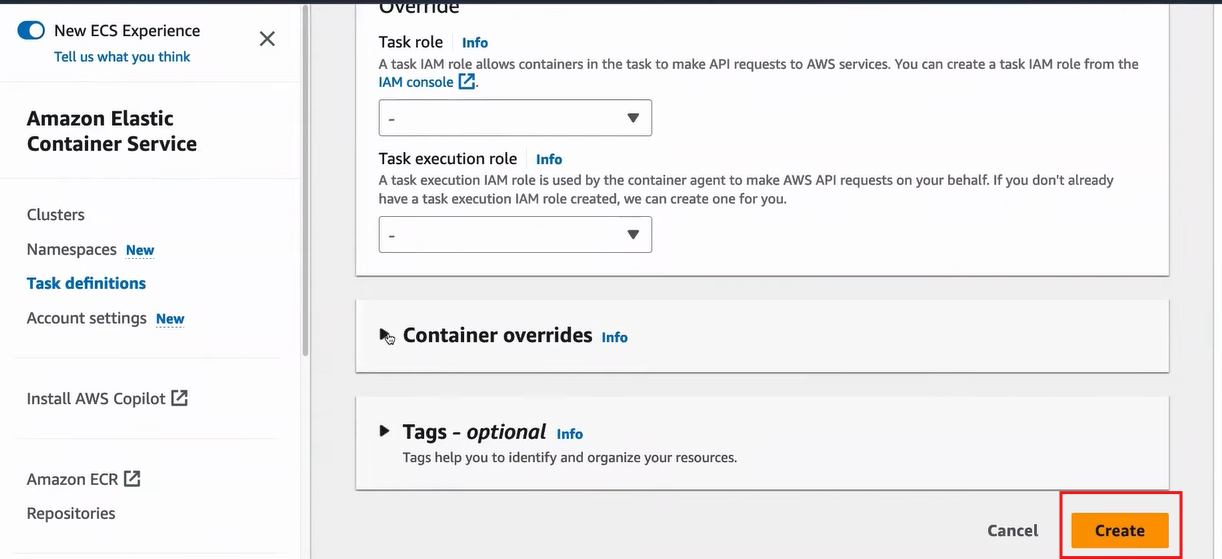 New ECS Experience
Tell us what you think
Amazon Elastic
Container Service
Clusters
Namespaces New
Task definitions
Account settings New
Install AWS Copilot
Amazon ECR
Repositories
Override
Task role Info
A task IAM role allows containers in the task to make API requests to AWS services. You can create a task IAM role from the
IAM console.
-
Task execution role Info
A task execution IAM role is used by the container agent to make AWS API requests on your behalf. If you don't already
have a task execution IAM role created, we can create one for you.
-
Container overrides Info
Tags - optional Info
Tags help you to identify and organize your resources.
Cancel Create